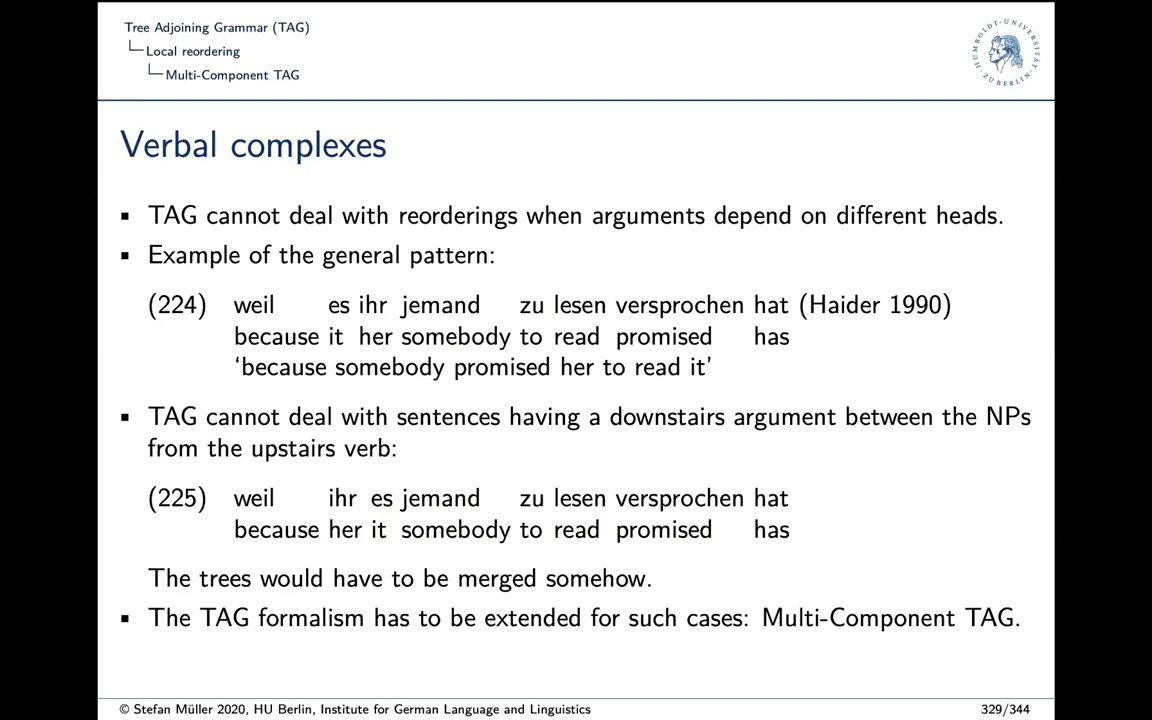 Tree Adjoining Grammar (TAG)
Local reordering
Multi-Component TAG
HUMBOLDT-UNIVERSITÄT ZU BERLIN
Verbal complexes
▪ TAG cannot deal with reorderings when arguments depend on different heads.
▪ Example of the general pattern:
(224) weil es ihr jemand zu lesen versprochen hat (Haider 1990)
because it her somebody to read promised has
‘because somebody promised her to read it’
▪ TAG cannot deal with sentences having a downstairs argument between the NPs
from the upstairs verb:
(225) weil ihr es jemand zu lesen versprochen hat
because her it somebody to read promised has
The trees would have to be merged somehow.
▪ The TAG formalism has to be extended for such cases: Multi-Component TAG.
© Stefan Müller 2020, HU Berlin, Institute for German Language and Linguistics 329/344